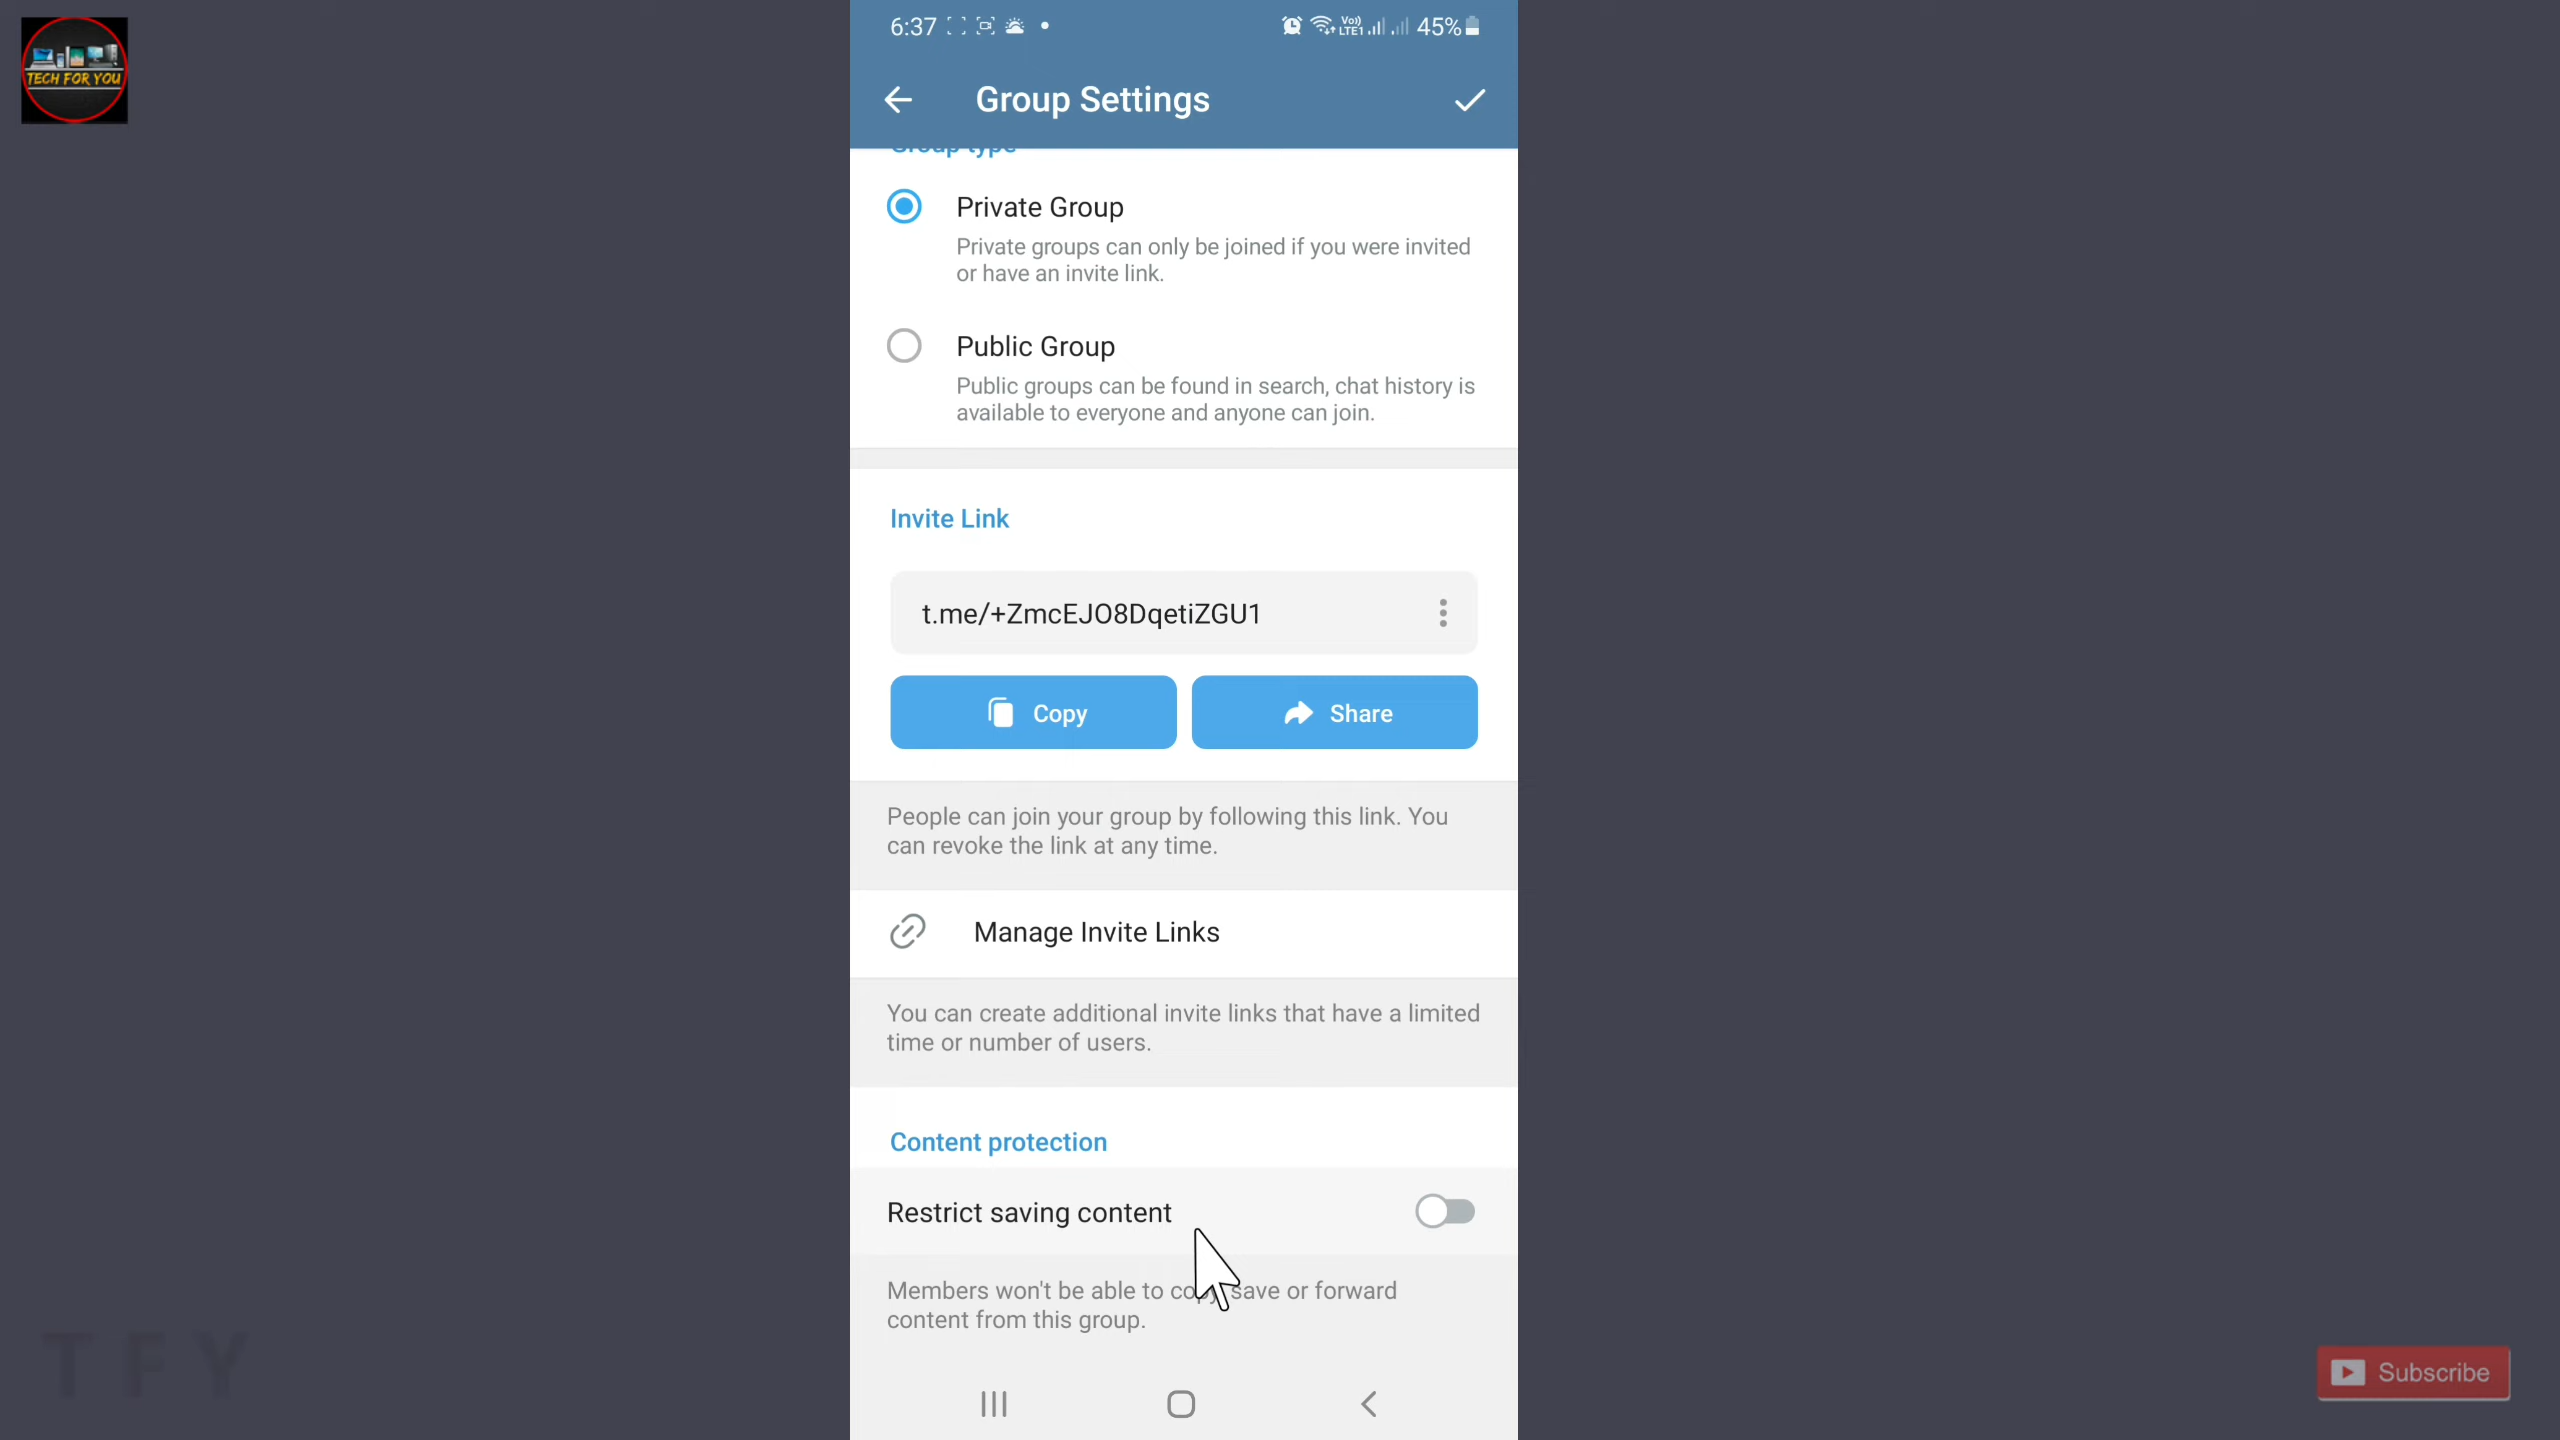 TECH FOR YOU
6:37
Vo))
LTE1
45%
Group Settings
Group type
Private Group
Private groups can only be joined if you were invited
or have an invite link.
Public Group
Public groups can be found in search, chat history is
available to everyone and anyone can join.
Invite Link
t.me/+ZmcEJO8DqetiZGU1
Copy
Share
People can join your group by following this link. You
can revoke the link at any time.
Manage Invite Links
You can create additional invite links that have a limited
time or number of users.
Content protection
Restrict saving content
Members won't be able to copy, save or forward
content from this group.
TFY
Subscribe